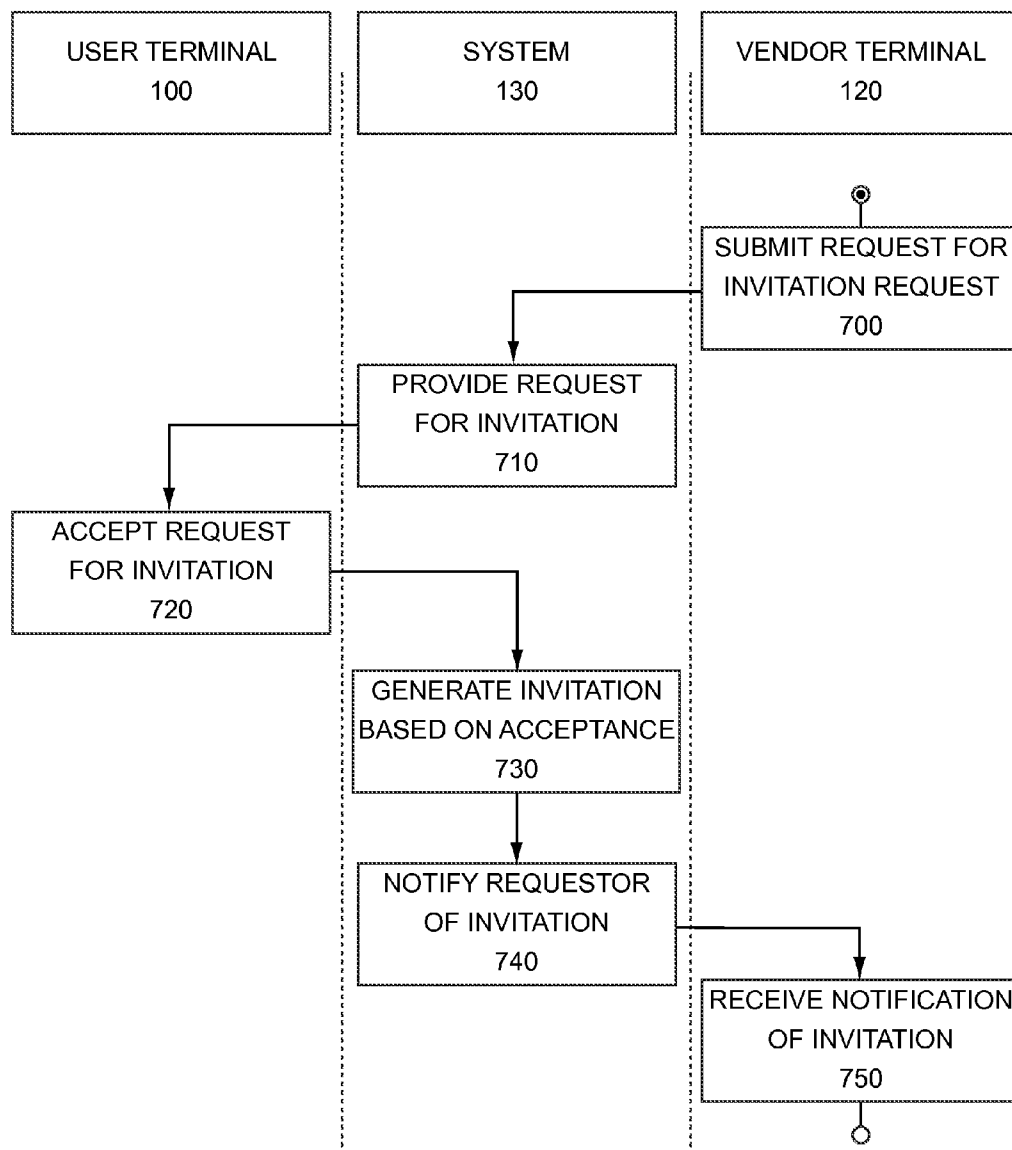 USER TERMINAL
100
SYSTEM
130
VENDOR TERMINAL
120
SUBMIT REQUEST FOR
INVITATION REQUEST
700
PROVIDE REQUEST
FOR INVITATION
710
ACCEPT REQUEST
FOR INVITATION
720
GENERATE INVITATION
BASED ON ACCEPTANCE
730
NOTIFY REQUESTOR
OF INVITATION
740
RECEIVE NOTIFICATION
OF INVITATION
750